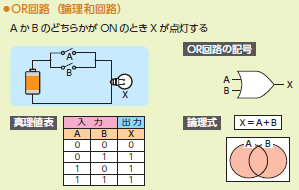 ●OR回路（論理和回路）
AかBのどちらかがONのときXが点灯する
A
B
X
OR回路の記号
A
B
X
真理値表
入力 出力
A B X
0 0 0
0 1 1
1 0 1
1 1 1
論理式
X=A+B
A B